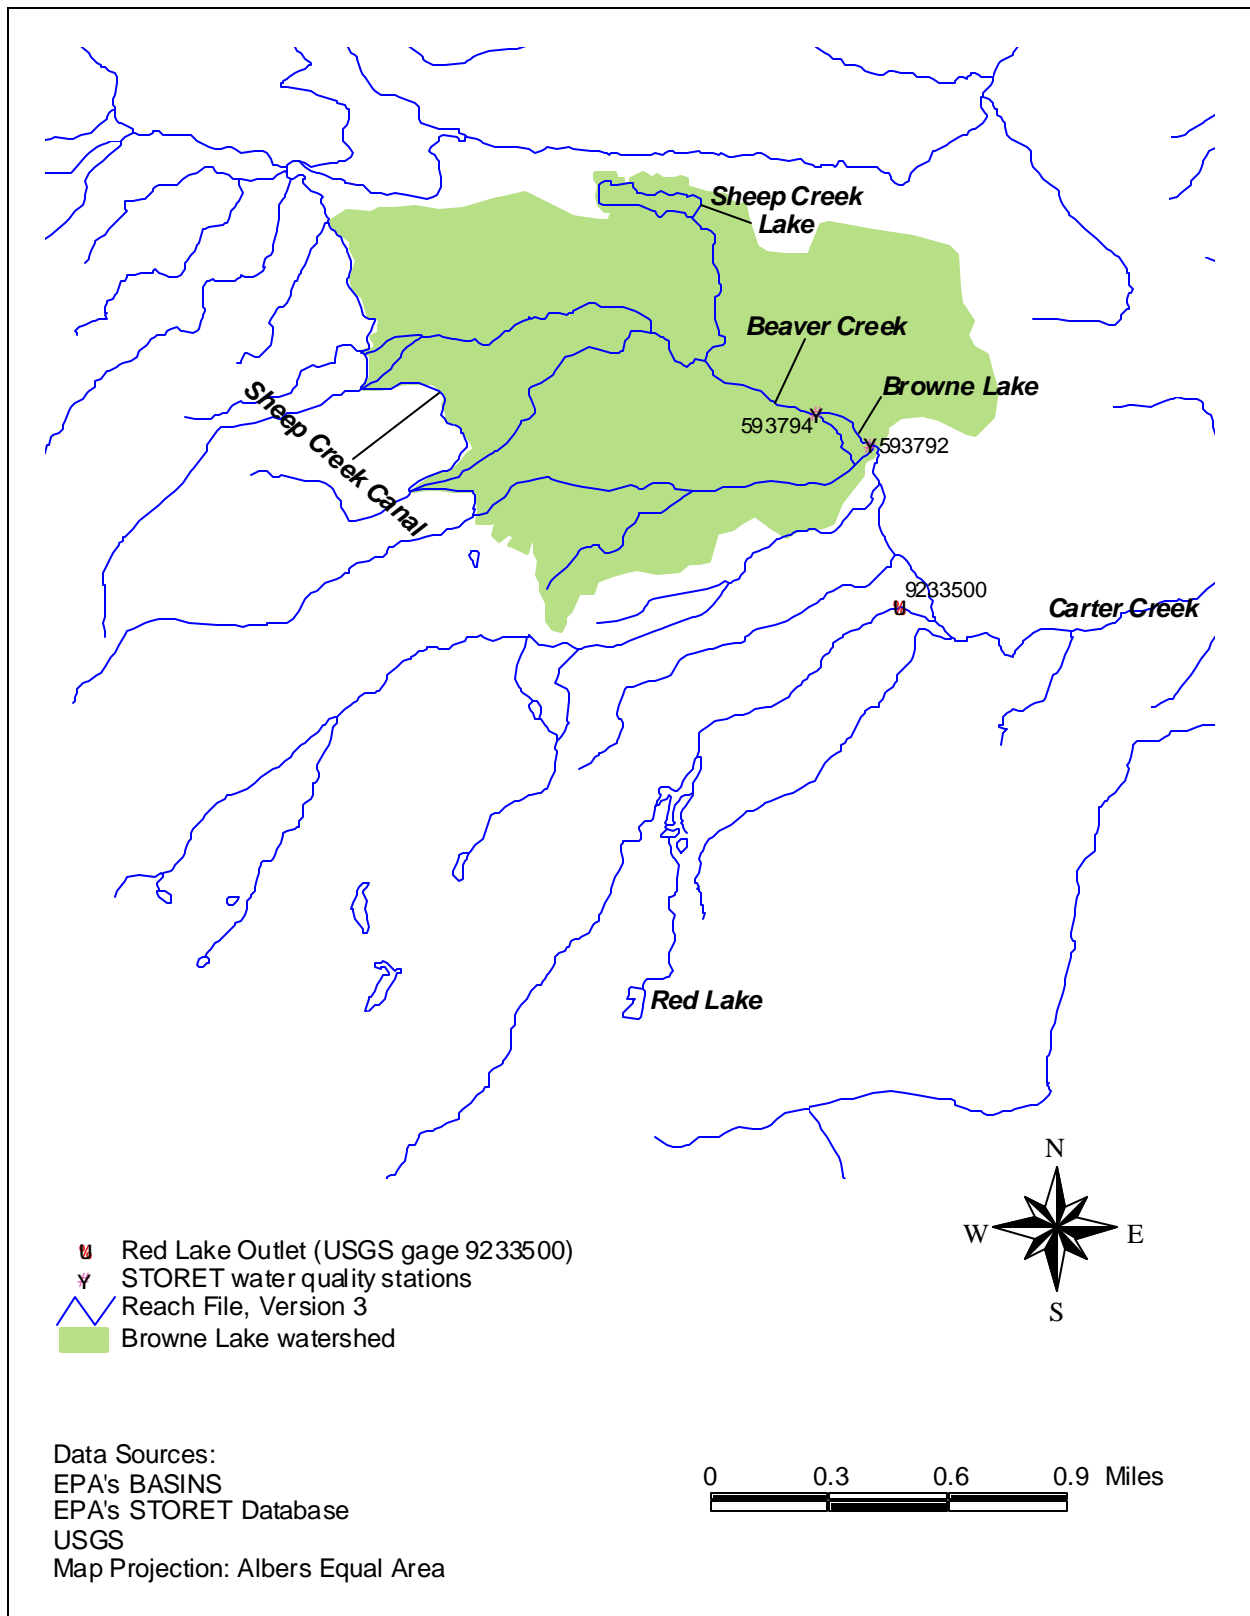 Sheep Creek
Lake
Beaver Creek
Browne Lake
593794
593792
Sheep Creek Canal
9233500
Carter Creek
Red Lake
N
W
E
S
Red Lake Outlet (USGS gage 9233500)
STORET water quality stations
Reach File, Version 3
Browne Lake watershed
Data Sources:
EPA's BASINS
EPA's STORET Database
USGS
Map Projection: Albers Equal Area
0 0.3 0.6 0.9 Miles